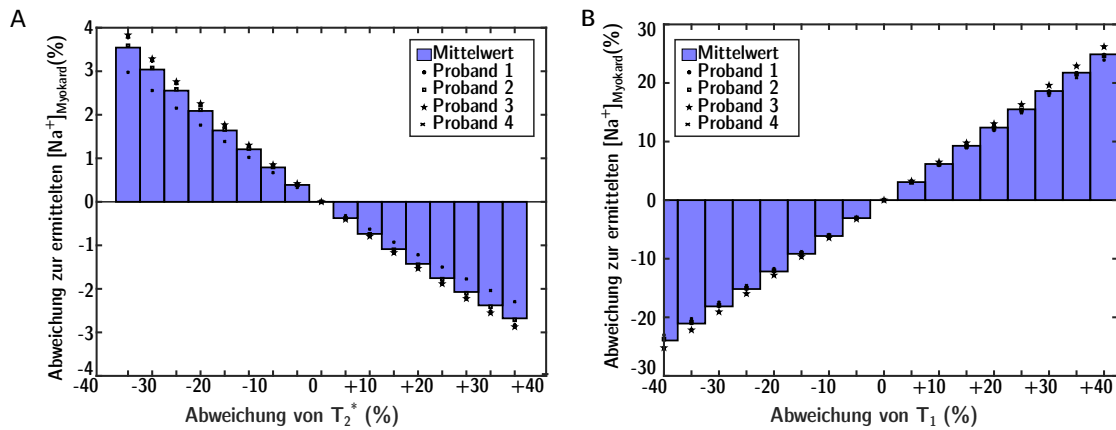 A
Abweichung zur ermittelten [Na⁺]Myokard(%)
4
3
2
1
0
-1
-2
-3
-4
-40 -30 -20 -10 0 +10 +20 +30 +40
Abweichung von T₂* (%)
Mittelwert
Proband 1
Proband 2
Proband 3
Proband 4
B
Abweichung zur ermittelten [Na⁺]Myokard(%)
30
20
10
0
-10
-20
-30
-40 -30 -20 -10 0 +10 +20 +30 +40
Abweichung von T₁ (%)
Mittelwert
Proband 1
Proband 2
Proband 3
Proband 4